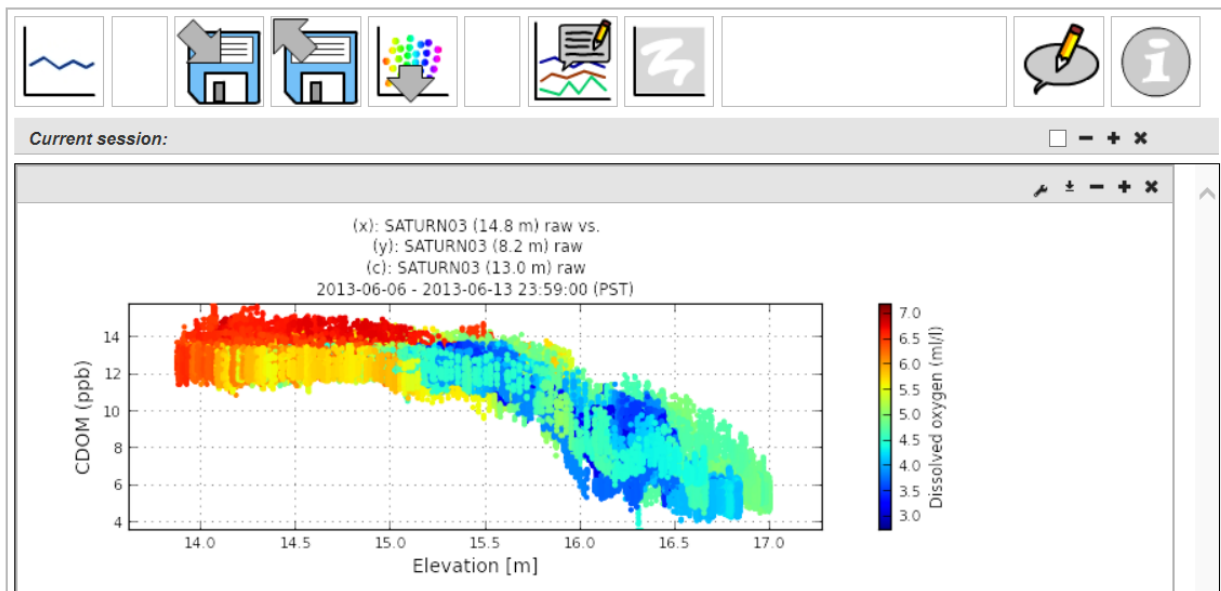 Current session:
(x): SATURN03 (14.8 m) raw vs.
(y): SATURN03 (8.2 m) raw
(c): SATURN03 (13.0 m) raw
2013-06-06 - 2013-06-13 23:59:00 (PST)
CDOM (ppb)
14
12
10
8
6
4
14.0 14.5 15.0 15.5 16.0 16.5 17.0
Elevation [m]
7.0
6.5
6.0
5.5
5.0
4.5
4.0
3.5
3.0
Dissolved oxygen (ml/l)